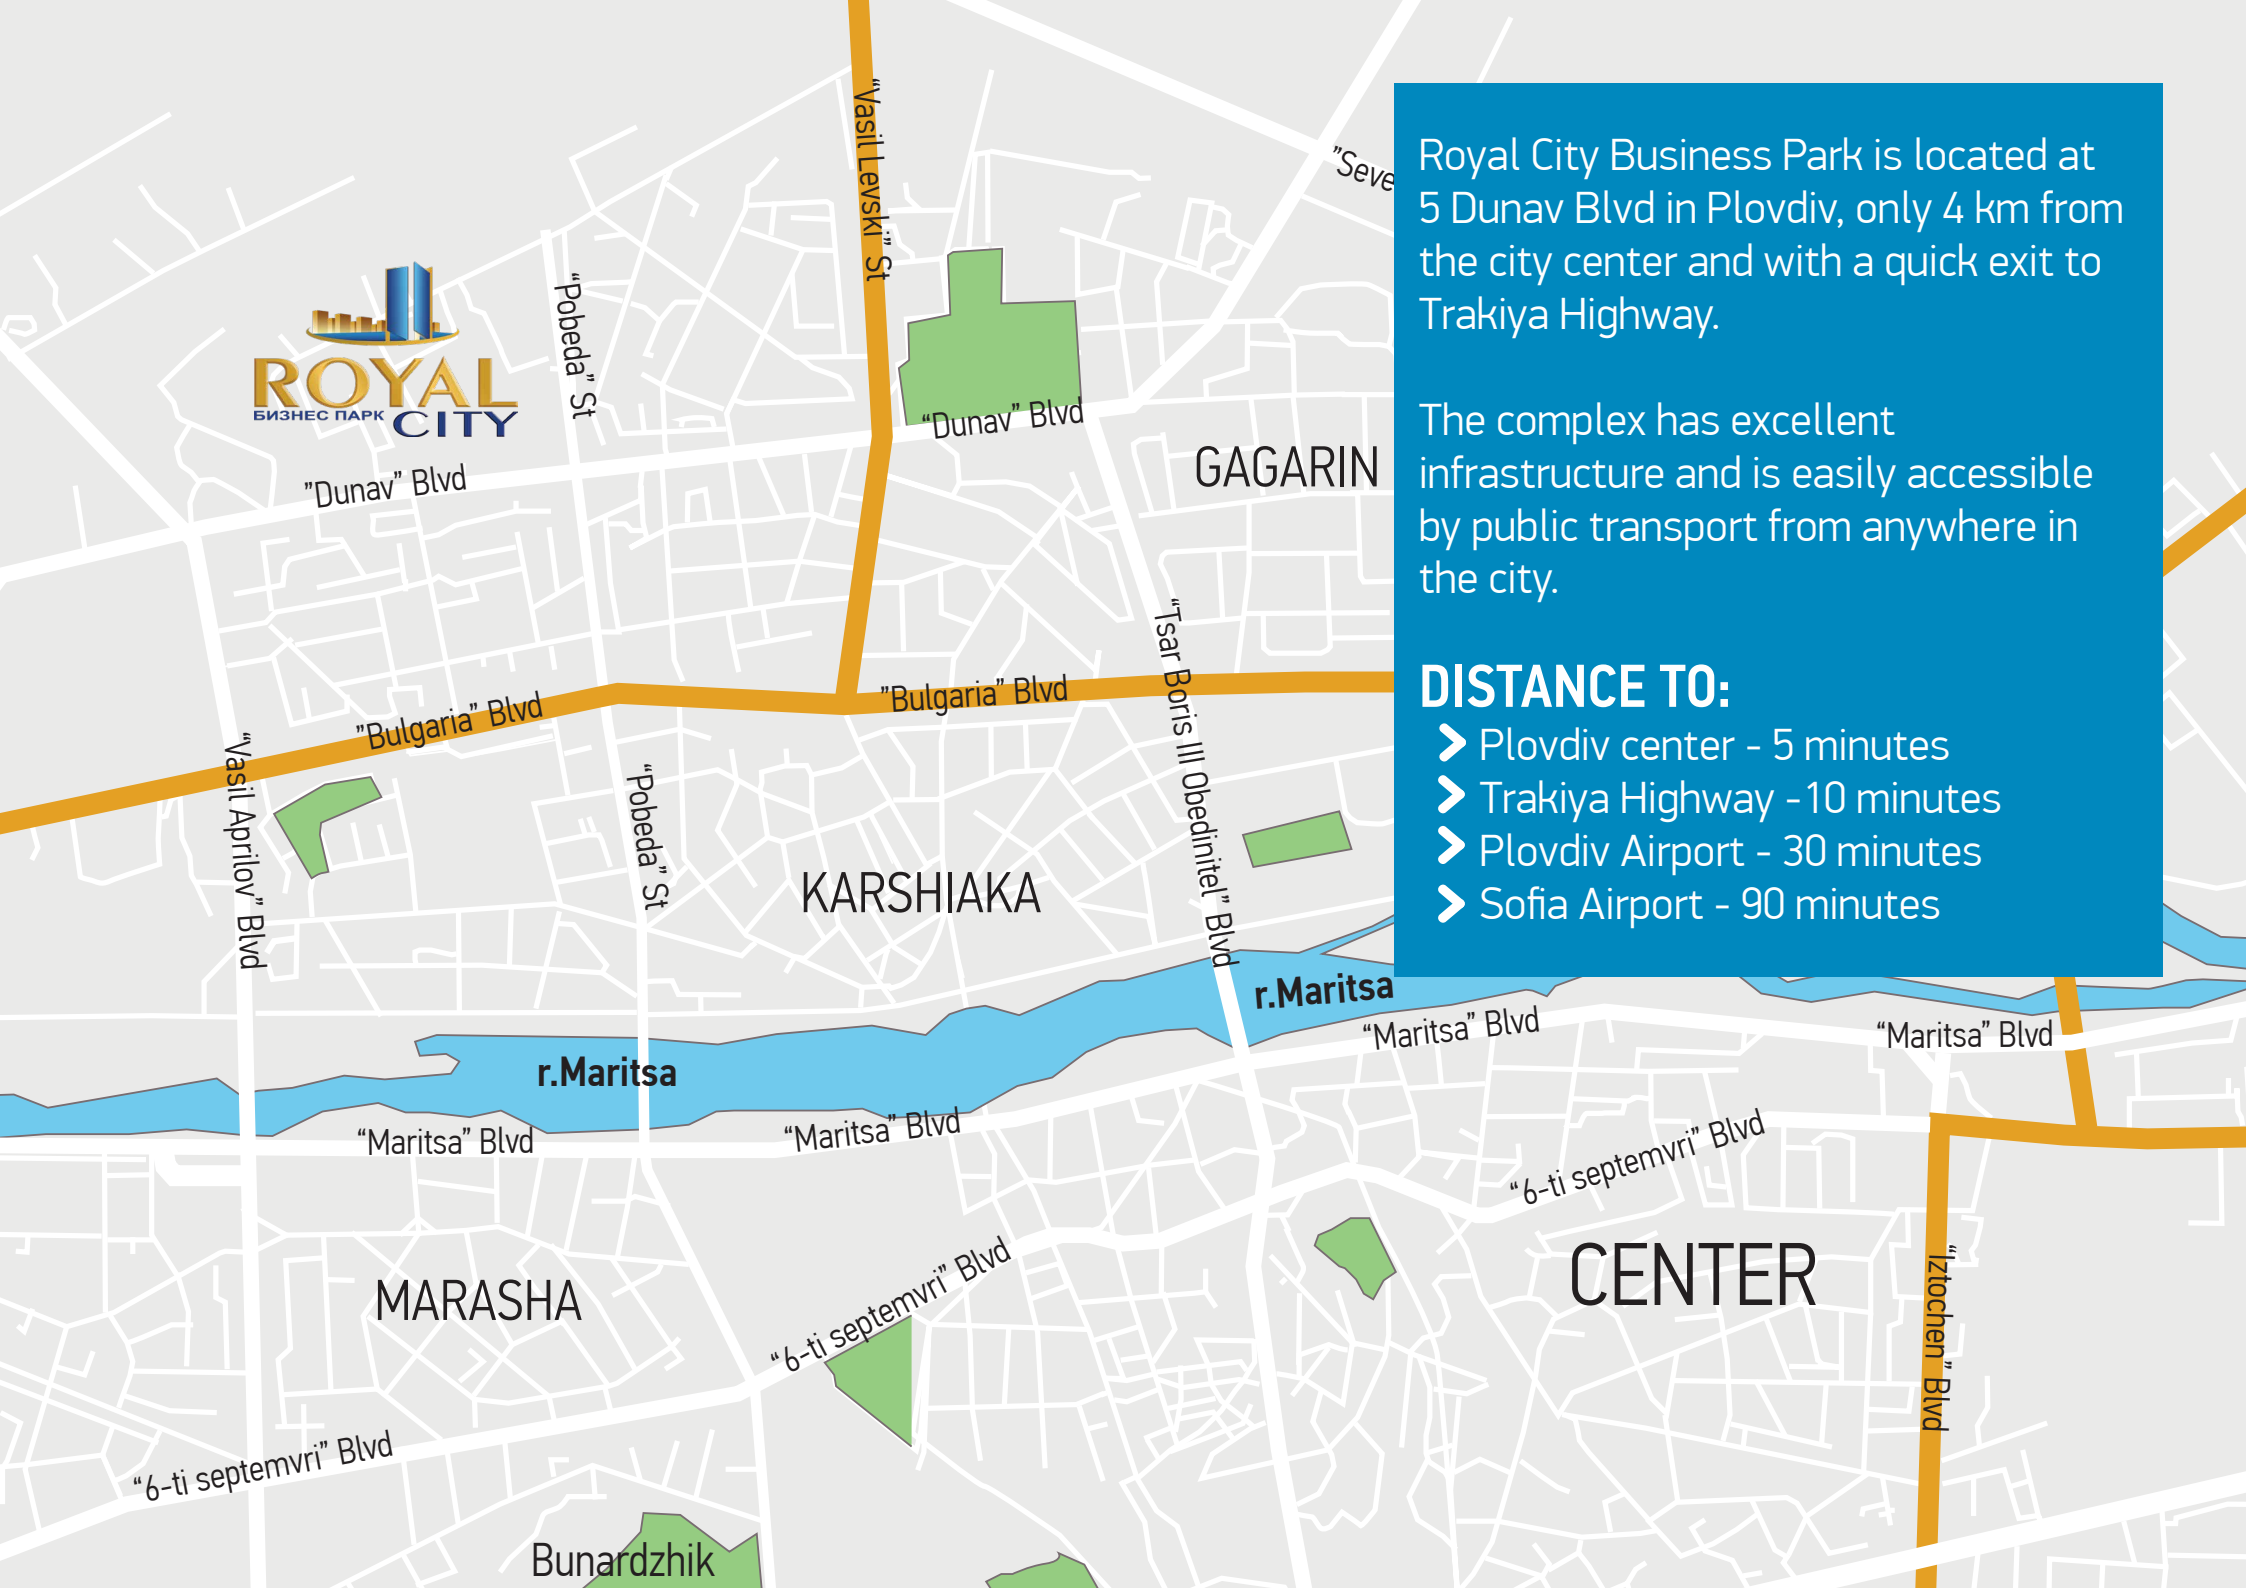 "Vasil Levski" St
"Seve
Royal City Business Park is located at
5 Dunav Blvd in Plovdiv, only 4 km from
the city center and with a quick exit to
Trakiya Highway.
The complex has excellent
infrastructure and is easily accessible
by public transport from anywhere in
the city.
DISTANCE TO:
Plovdiv center - 5 minutes
Trakiya Highway -10 minutes
Plovdiv Airport - 30 minutes
Sofia Airport - 90 minutes
ROYAL
БИЗНЕС ПАРК CITY
"Pobeda" St
"Dunav" Blvd
"Dunav" Blvd
GAGARIN
"Tsar Boris III Obedinitel" Blvd
"Bulgaria" Blvd
"Bulgaria" Blvd
"Vasil Aprilov" Blvd
"Pobeda" St
KARSHIAKA
r.Maritsa
r.Maritsa
"Maritsa" Blvd
"Maritsa" Blvd
"Maritsa" Blvd
"Maritsa" Blvd
"6-ti septemvri" Blvd
CENTER
"Iztochen" Blvd
MARASHA
"6-ti septemvri" Blvd
"6-ti septemvri" Blvd
Bunardzhik